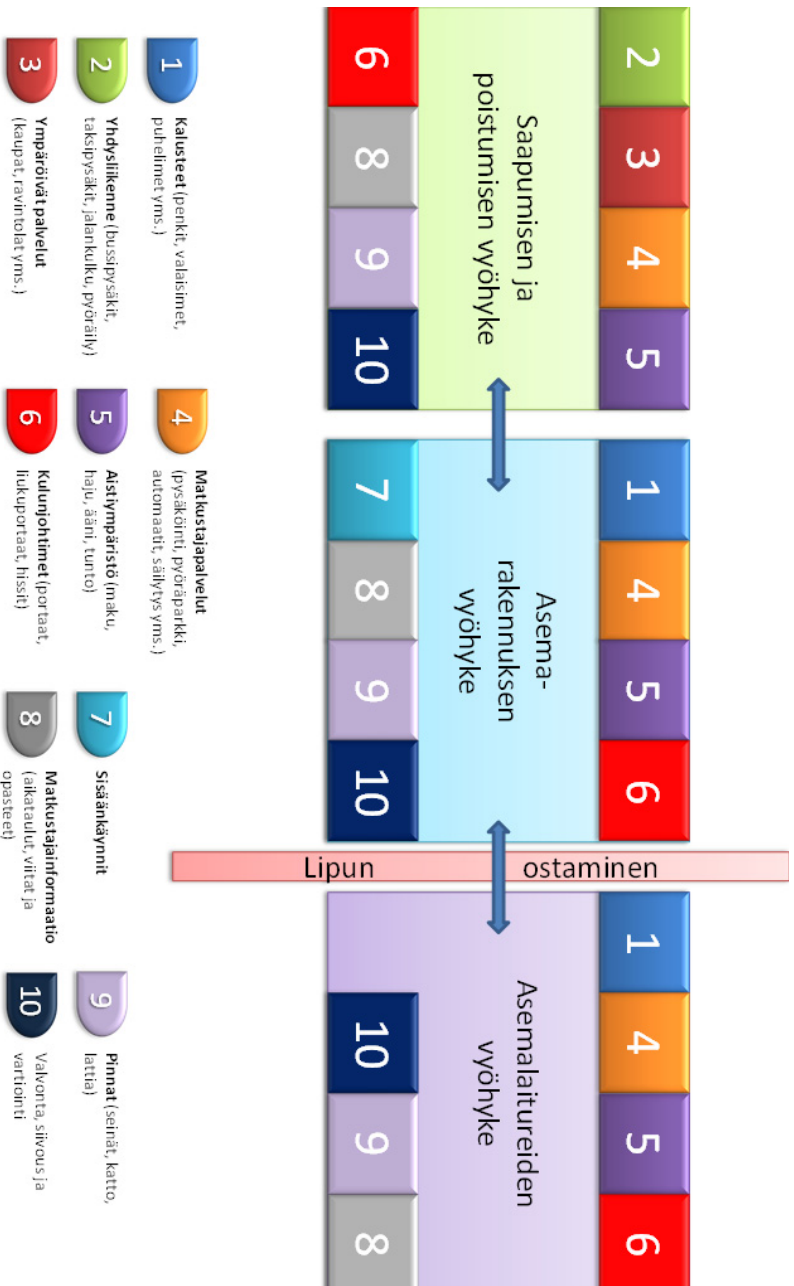 2 3 4 5
Saapumisen ja
poistumisen vyöhyke
6 8 9 10
1 4 5 6
Asema-
rakennuksen
vyöhyke
7 8 9 10
Lipun ostaminen
1 4 5 6
Asemalaitureiden
vyöhyke
10 9 8
1
Kalusteet (penkit, valaisimet,
puhelimet yms.)
2
Yhdysliikenne (bussipysäkit,
taksipysäkit, jalankulku, pyöräily)
3
Ympäröivät palvelut
(kaupat, ravintolat yms.)
4
Matkustajapalvelut
(pysäköinti, pyöräparkki,
automaatit, säilytys yms.)
5
Aistiympäristö (maku,
haju, ääni, tunto)
6
Kulunjohtimet (portaat,
liukuportaat, hissit)
7
Sisäänkäynnit
8
Matkustajainformaatio
(aikataulut, viitat ja
opasteet)
9
Pinnat (seinät, katto,
lattia)
10
Valvonta, siivous ja
vartiointi